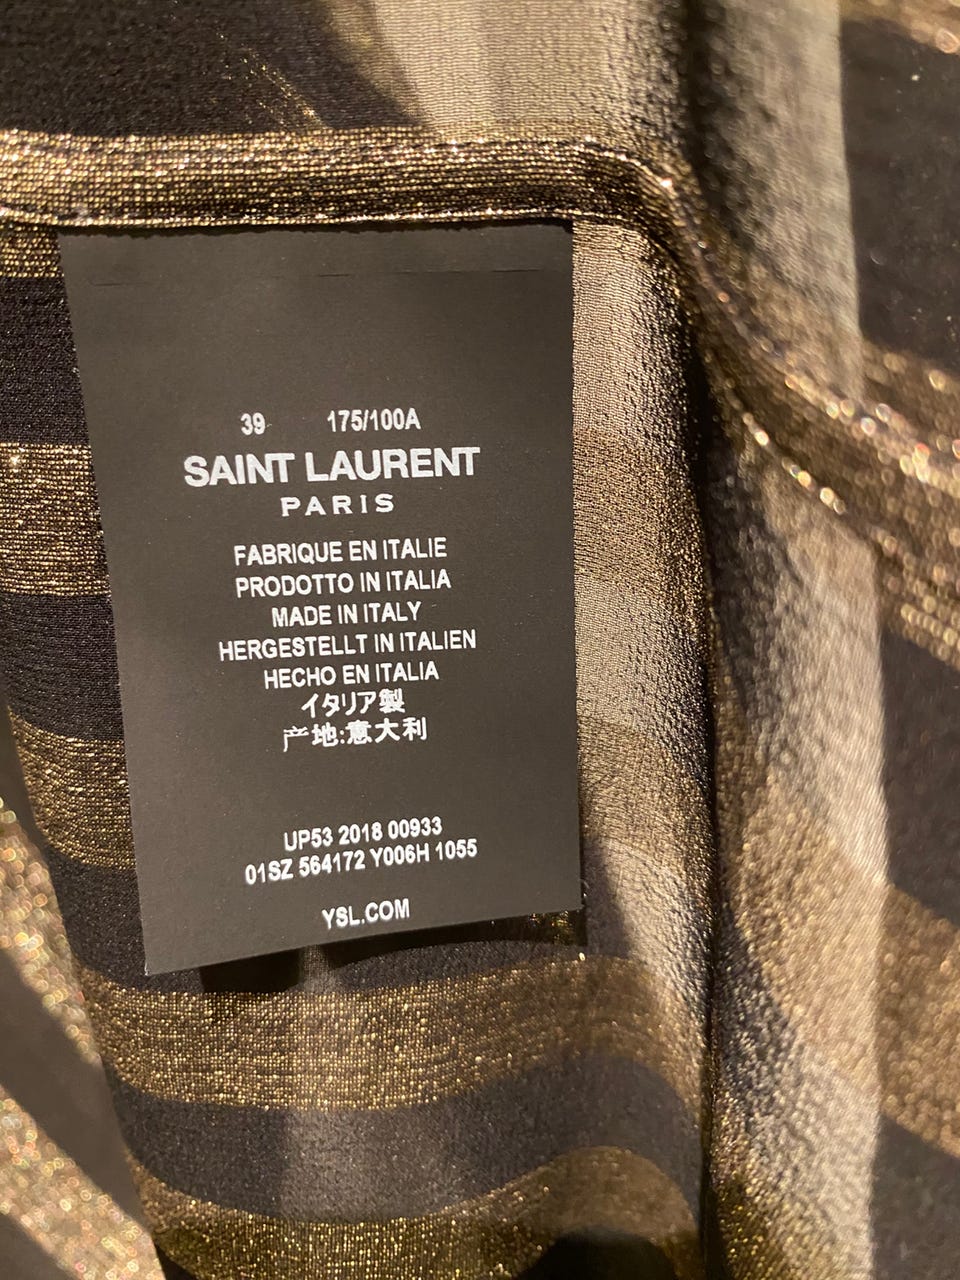 39 175/100A
SAINT LAURENT
PARIS
FABRIQUE EN ITALIE
PRODOTTO IN ITALIA
MADE IN ITALY
HERGESTELLT IN ITALIEN
HECHO EN ITALIA
イタリア製
产地:意大利
UP53 2018 00933
01SZ 564172 Y006H 1055
YSL.COM